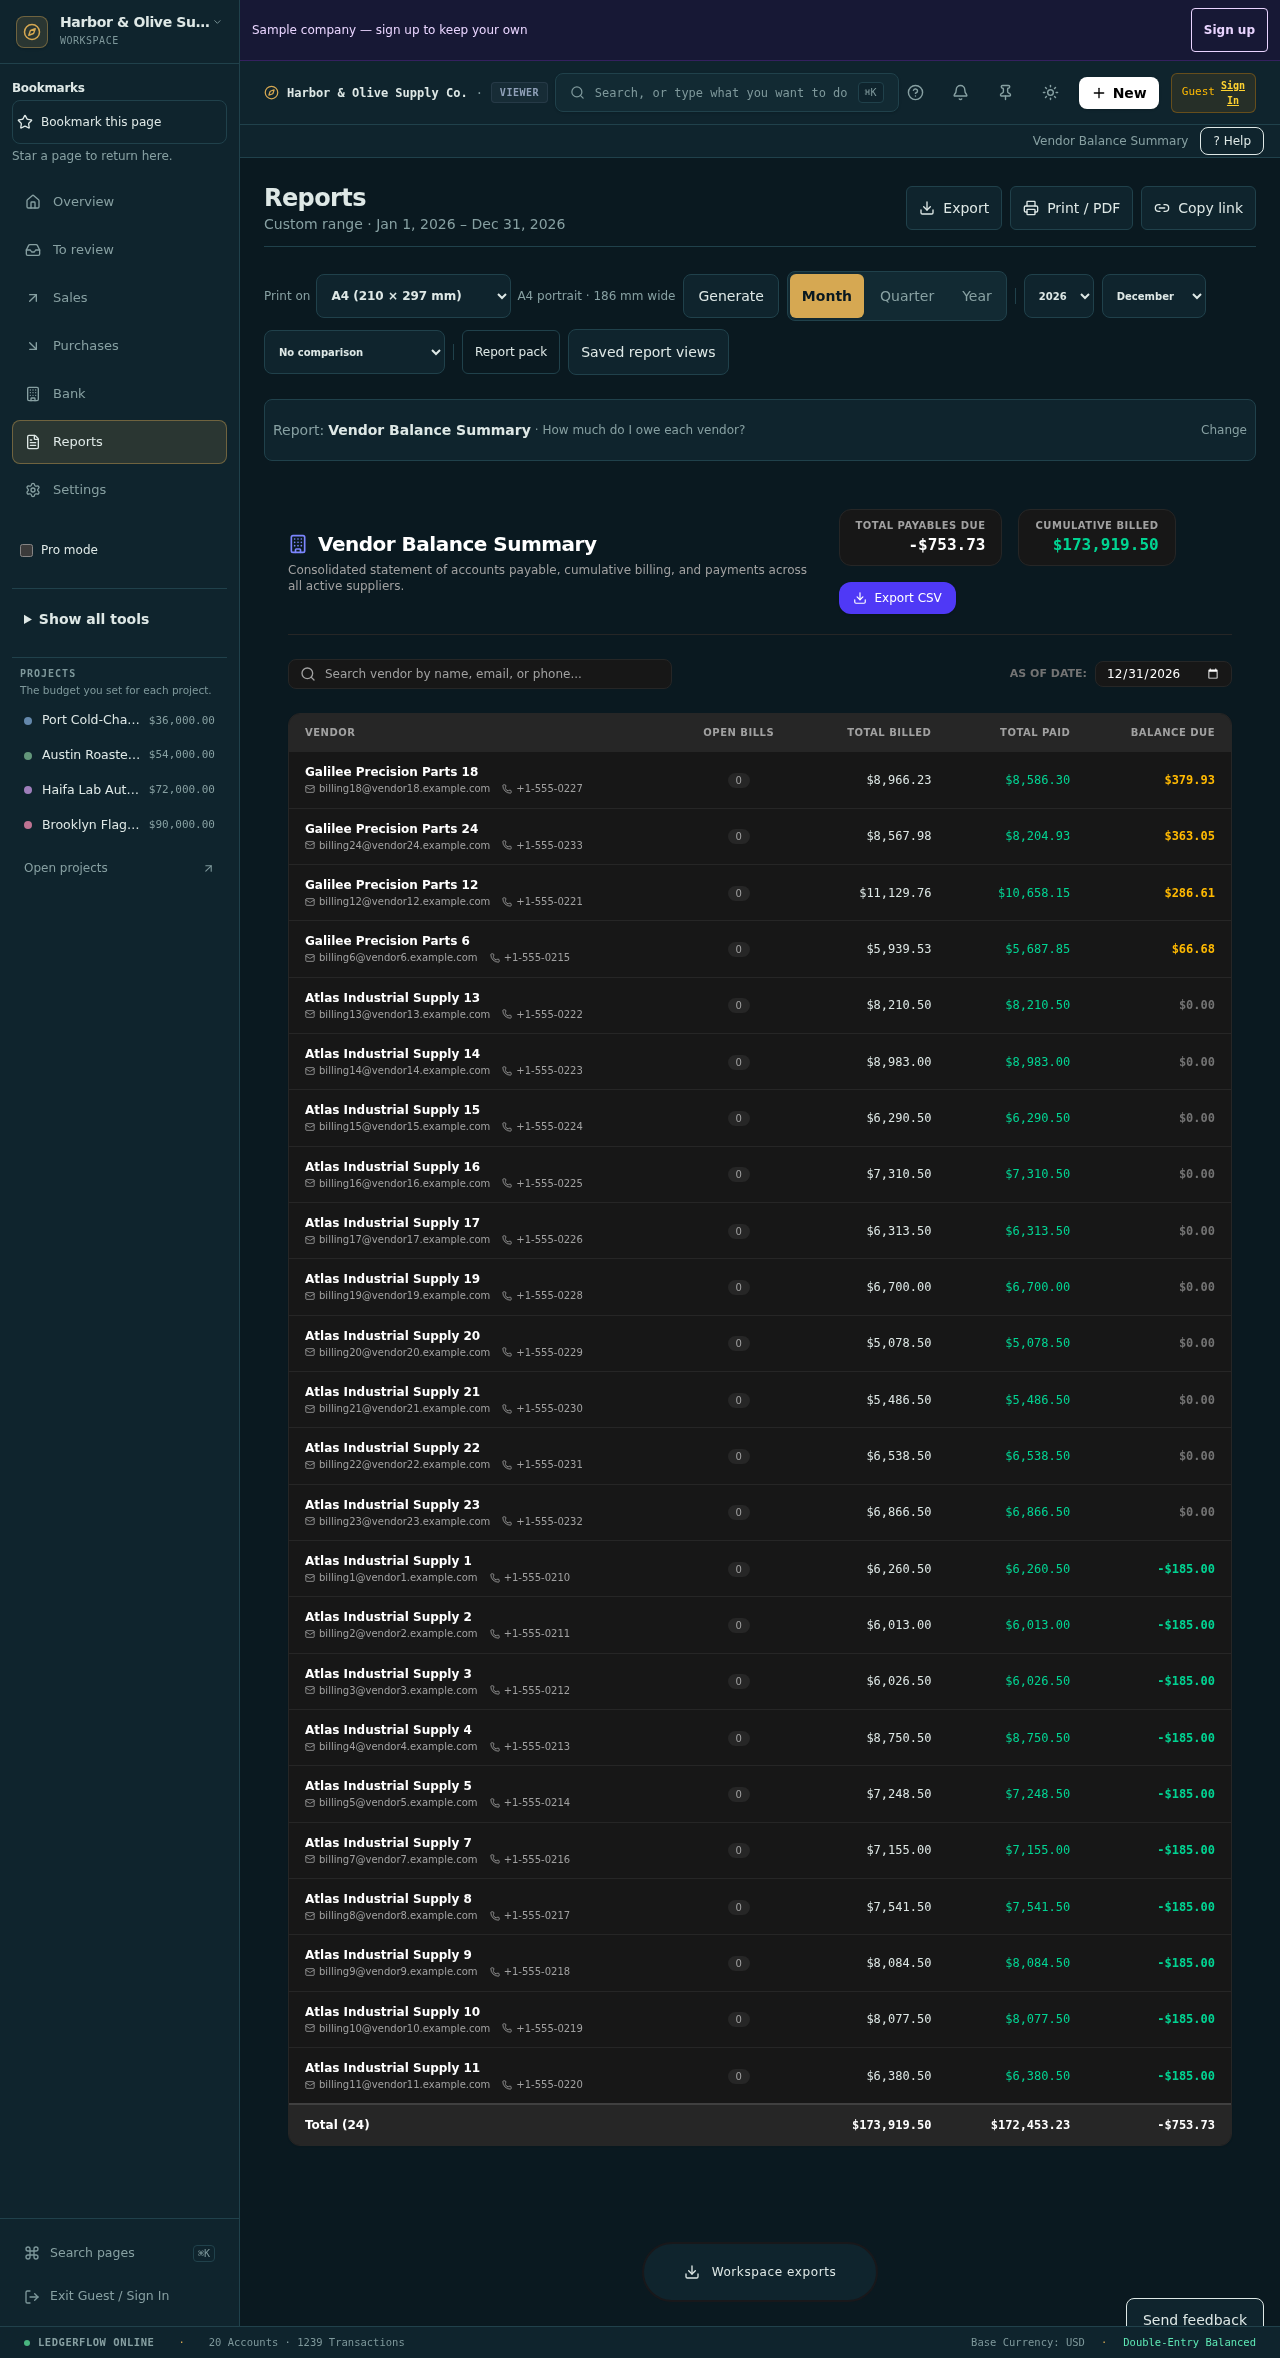 Harbor & Olive Su...
WORKSPACE
Bookmarks
Bookmark this page
Star a page to return here.
Overview
To review
Sales
Purchases
Bank
Reports
Settings
Pro mode
Show all tools
PROJECTS
The budget you set for each project.
Port Cold-Cha... $36,000.00
Austin Roaste... $54,000.00
Haifa Lab Aut... $72,000.00
Brooklyn Flag... $90,000.00
Open projects
Search pages ⌘K
Exit Guest / Sign In
Sample company — sign up to keep your own
Sign up
Harbor & Olive Supply Co. · VIEWER
Search, or type what you want to do ⌘K
New
Guest Sign In
Vendor Balance Summary
? Help
Reports
Custom range · Jan 1, 2026 – Dec 31, 2026
Export
Print / PDF
Copy link
Print on A4 (210 × 297 mm) A4 portrait · 186 mm wide Generate Month Quarter Year 2026 December
No comparison Report pack Saved report views
Report: Vendor Balance Summary · How much do I owe each vendor? Change
Vendor Balance Summary
Consolidated statement of accounts payable, cumulative billing, and payments across
all active suppliers.
TOTAL PAYABLES DUE
-$753.73
CUMULATIVE BILLED
$173,919.50
Export CSV
Search vendor by name, email, or phone...
AS OF DATE: 12/31/2026
VENDOR OPEN BILLS TOTAL BILLED TOTAL PAID BALANCE DUE
Galilee Precision Parts 18
billing18@vendor18.example.com +1-555-0227
0 $8,966.23 $8,586.30 $379.93
Galilee Precision Parts 24
billing24@vendor24.example.com +1-555-0233
0 $8,567.98 $8,204.93 $363.05
Galilee Precision Parts 12
billing12@vendor12.example.com +1-555-0221
0 $11,129.76 $10,658.15 $286.61
Galilee Precision Parts 6
billing6@vendor6.example.com +1-555-0215
0 $5,939.53 $5,687.85 $66.68
Atlas Industrial Supply 13
billing13@vendor13.example.com +1-555-0222
0 $8,210.50 $8,210.50 $0.00
Atlas Industrial Supply 14
billing14@vendor14.example.com +1-555-0223
0 $8,983.00 $8,983.00 $0.00
Atlas Industrial Supply 15
billing15@vendor15.example.com +1-555-0224
0 $6,290.50 $6,290.50 $0.00
Atlas Industrial Supply 16
billing16@vendor16.example.com +1-555-0225
0 $7,310.50 $7,310.50 $0.00
Atlas Industrial Supply 17
billing17@vendor17.example.com +1-555-0226
0 $6,313.50 $6,313.50 $0.00
Atlas Industrial Supply 19
billing19@vendor19.example.com +1-555-0228
0 $6,700.00 $6,700.00 $0.00
Atlas Industrial Supply 20
billing20@vendor20.example.com +1-555-0229
0 $5,078.50 $5,078.50 $0.00
Atlas Industrial Supply 21
billing21@vendor21.example.com +1-555-0230
0 $5,486.50 $5,486.50 $0.00
Atlas Industrial Supply 22
billing22@vendor22.example.com +1-555-0231
0 $6,538.50 $6,538.50 $0.00
Atlas Industrial Supply 23
billing23@vendor23.example.com +1-555-0232
0 $6,866.50 $6,866.50 $0.00
Atlas Industrial Supply 1
billing1@vendor1.example.com +1-555-0210
0 $6,260.50 $6,260.50 -$185.00
Atlas Industrial Supply 2
billing2@vendor2.example.com +1-555-0211
0 $6,013.00 $6,013.00 -$185.00
Atlas Industrial Supply 3
billing3@vendor3.example.com +1-555-0212
0 $6,026.50 $6,026.50 -$185.00
Atlas Industrial Supply 4
billing4@vendor4.example.com +1-555-0213
0 $8,750.50 $8,750.50 -$185.00
Atlas Industrial Supply 5
billing5@vendor5.example.com +1-555-0214
0 $7,248.50 $7,248.50 -$185.00
Atlas Industrial Supply 7
billing7@vendor7.example.com +1-555-0216
0 $7,155.00 $7,155.00 -$185.00
Atlas Industrial Supply 8
billing8@vendor8.example.com +1-555-0217
0 $7,541.50 $7,541.50 -$185.00
Atlas Industrial Supply 9
billing9@vendor9.example.com +1-555-0218
0 $8,084.50 $8,084.50 -$185.00
Atlas Industrial Supply 10
billing10@vendor10.example.com +1-555-0219
0 $8,077.50 $8,077.50 -$185.00
Atlas Industrial Supply 11
billing11@vendor11.example.com +1-555-0220
0 $6,380.50 $6,380.50 -$185.00
Total (24) $173,919.50 $172,453.23 -$753.73
Workspace exports
Send feedback
LEDGERFLOW ONLINE · 20 Accounts · 1239 Transactions
Base Currency: USD · Double-Entry Balanced